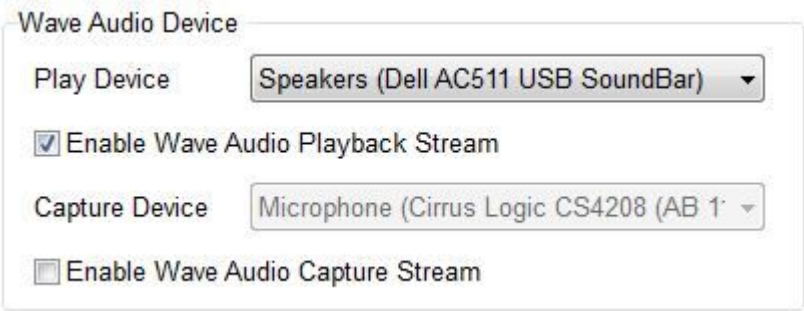 Wave Audio Device
Play Device Speakers (Dell AC511 USB SoundBar)
Enable Wave Audio Playback Stream
Capture Device Microphone (Cirrus Logic CS4208 (AB 1
Enable Wave Audio Capture Stream